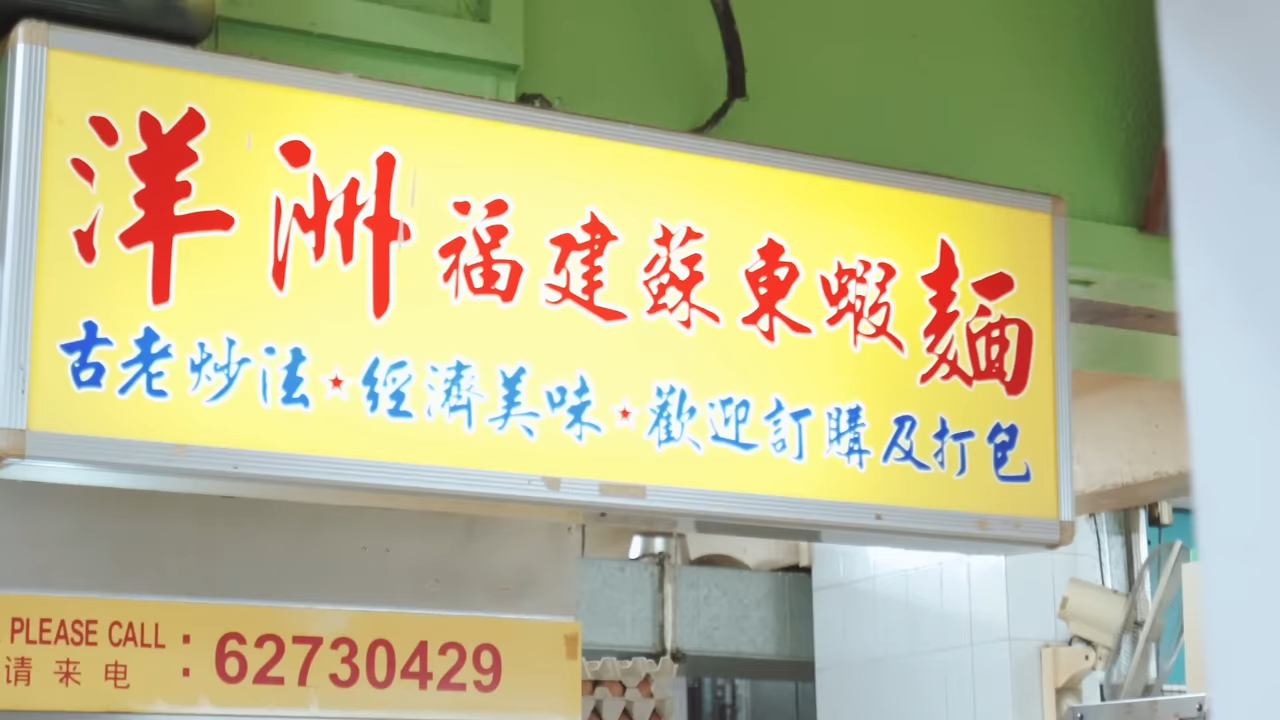 洋洲福建蘇東蝦麵
古老炒法★經濟美味★歡迎訂購及打包
PLEASE CALL : 62730429
请来电 :